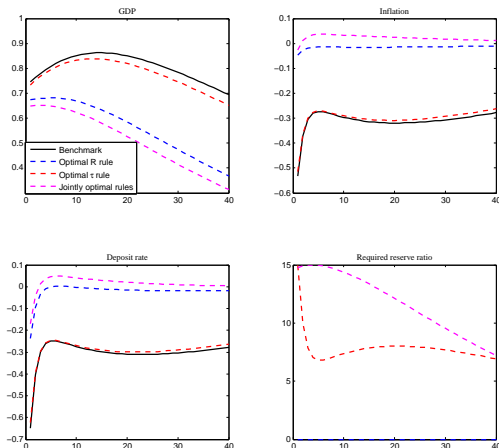 GDP
1
0.9
0.8
0.7
0.6
0.5
0.4
0 10 20 30 40
Benchmark
Optimal R rule
Optimal τ rule
Jointly optimal rules
Inflation
0.1
0
−0.1
−0.2
−0.3
−0.4
−0.5
−0.6
0 10 20 30 40
Deposit rate
0.1
0
−0.1
−0.2
−0.3
−0.4
−0.5
−0.6
−0.7
0 10 20 30 40
Required reserve ratio
15
10
5
0
0 10 20 30 40